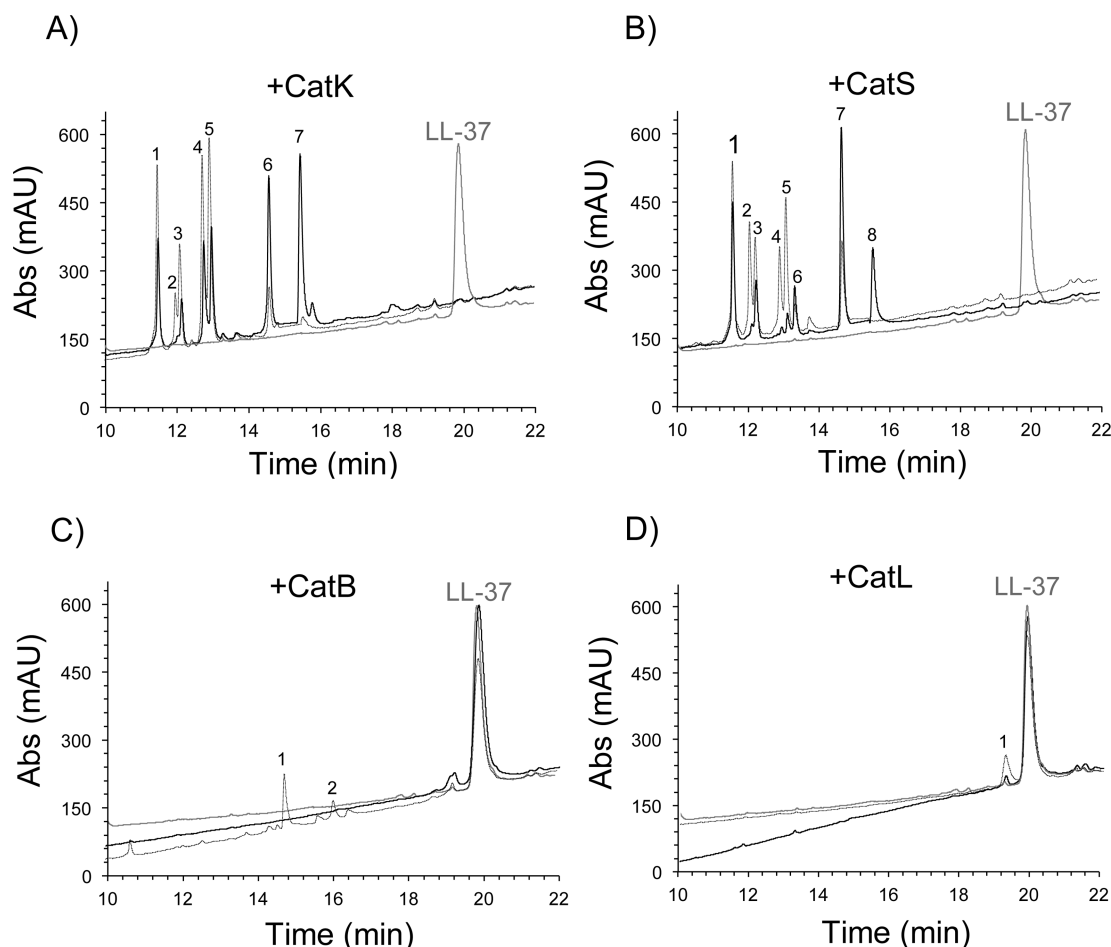 A)
+CatK
LL-37
1
2
3
4
5
6
7
Abs (mAU)
600
450
300
150
0
10 12 14 16 18 20 22
Time (min)
B)
+CatS
LL-37
1
2
3
4
5
6
7
8
Abs (mAU)
600
450
300
150
0
10 12 14 16 18 20 22
Time (min)
C)
+CatB
LL-37
1
2
Abs (mAU)
600
450
300
150
0
10 12 14 16 18 20 22
Time (min)
D)
+CatL
LL-37
1
Abs (mAU)
600
450
300
150
0
10 12 14 16 18 20 22
Time (min)